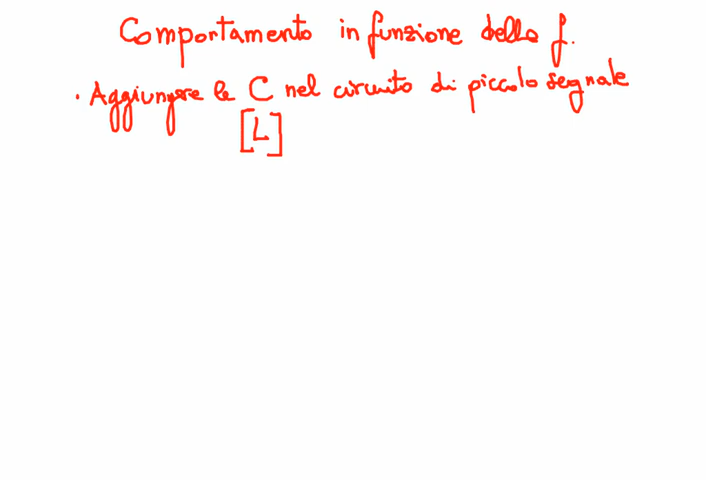 Comportamento in funzione della f.
· Aggiungere le C nel circuito di piccolo segnale
[L]